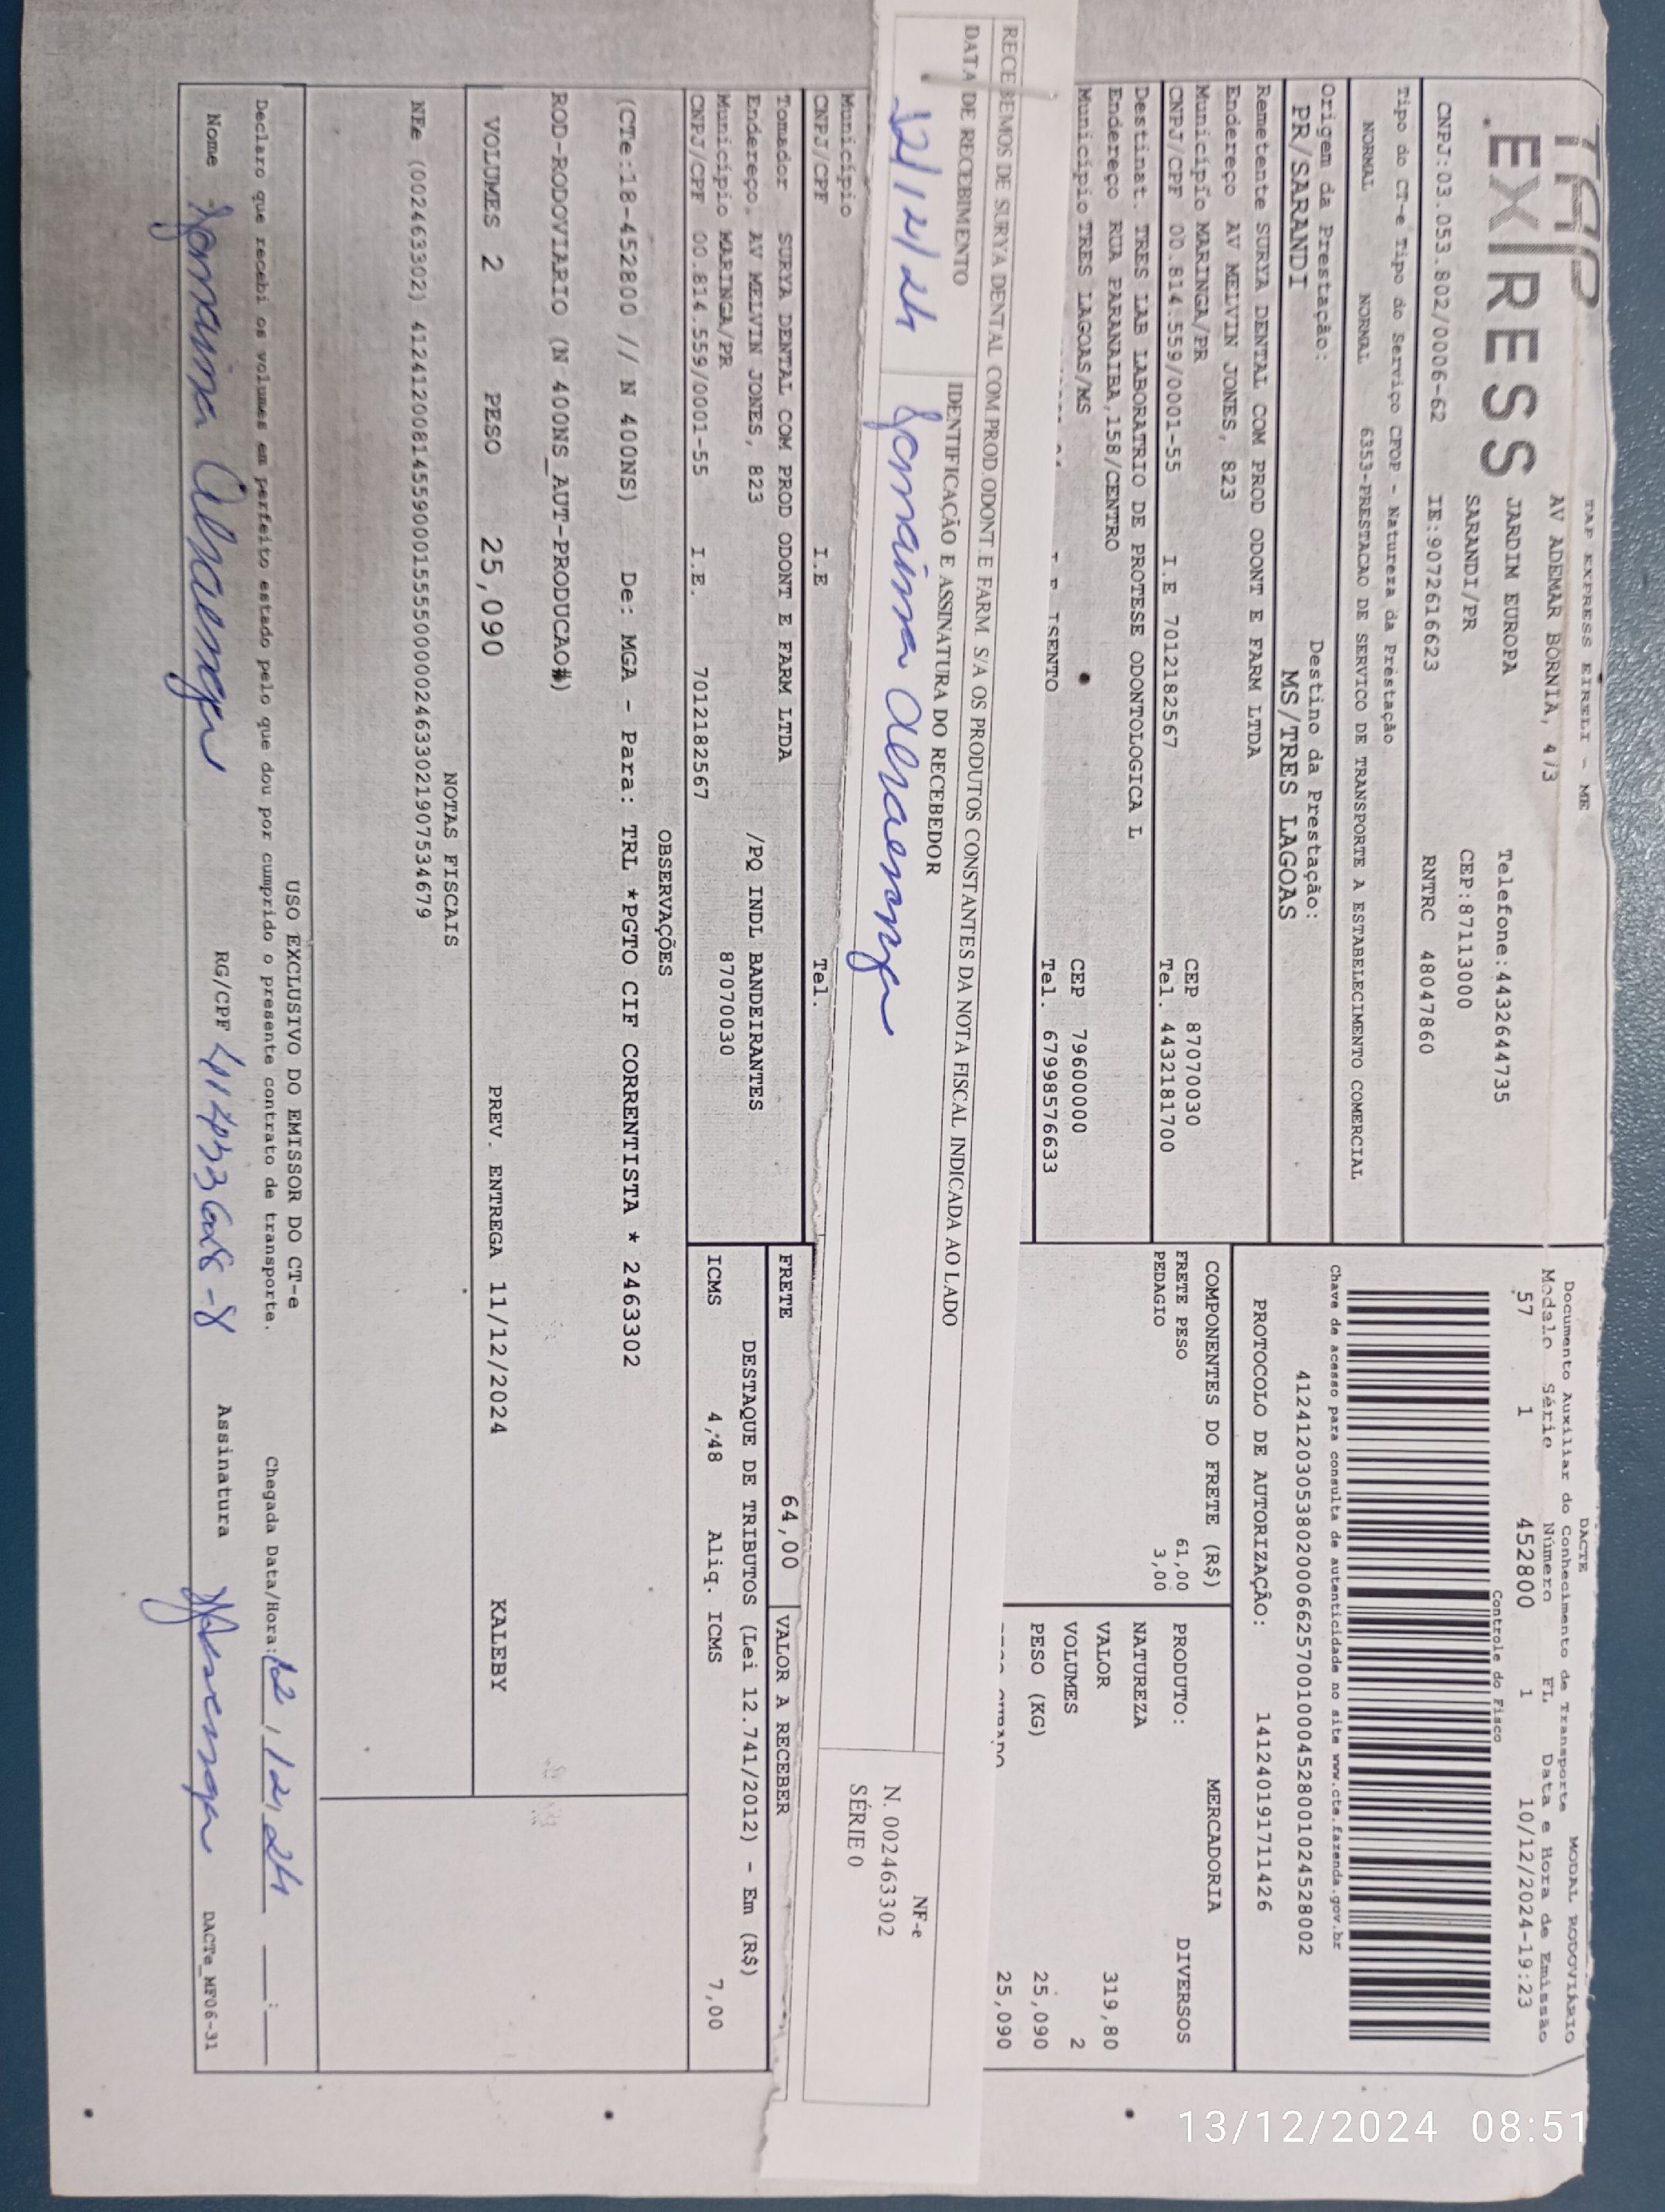 TAP
EXPRESS
TAP EXPRESS EIRELI - ME
AV ADEMAR BORNIA, 473
JARDIM EUROPA Telefone:4432644735
SARANDI/PR CEP:87113000
CNPJ:03.053.802/0006-62 IE:9072616623 RNTRC 48047860
Tipo do CT-e Tipo do Serviço CFOP - Natureza da Prestação
NORMAL NORMAL 6353-PRESTACAO DE SERVICO DE TRANSPORTE A ESTABELECIMENTO COMERCIAL
Origem da Prestação: Destino da Prestação:
PR/SARANDI MS/TRES LAGOAS
DACTE MODAL RODOVIÁRIO
Documento Auxiliar do Conhecimento de Transporte
Modelo Série Número FL Data e Hora de Emissão
57 1 452800 1 10/12/2024-19:23
Controle do Fisco
Chave de acesso para consulta de autenticidade no site www.cte.fazenda.gov.br
41241203053802000662570010004528001024528002
PROTOCOLO DE AUTORIZAÇÃO: 141240191711426
Remetente SURYA DENTAL COM PROD ODONT E FARM LTDA
Endereço AV MELVIN JONES, 823
Município MARINGA/PR CEP 87070030
CNPJ/CPF 00.814.559/0001-55 I.E 7012182567 Tel. 4432181700
Destinat. TRES LAB LABORATRIO DE PROTESE ODONTOLOGICA L
Endereço RUA PARANAIBA,158/CENTRO
Município TRES LAGOAS/MS CEP 79600000
ISENTO Tel. 67998576633
COMPONENTES DO FRETE (R$)
FRETE PESO 61,00
PEDAGIO 3,00
MERCADORIA
PRODUTO: DIVERSOS
NATUREZA
VALOR 319,80
VOLUMES 2
PESO (KG) 25,090
25,090
RECEBEMOS DE SURYA DENTAL COM PROD. ODONT. E FARM. S/A OS PRODUTOS CONSTANTES DA NOTA FISCAL INDICADA AO LADO
DATA DE RECEBIMENTO IDENTIFICAÇÃO E ASSINATURA DO RECEBEDOR
12/12/24
NF-e
N. 002463302
SÉRIE 0
Município
CNPJ/CPF I.E Tel.
Tomador SURYA DENTAL COM PROD ODONT E FARM LTDA
Endereço. AV MELVIN JONES, 823 /PQ INDL BANDEIRANTES
Município MARINGA/PR 87070030
CNPJ/CPF 00.814.559/0001-55 I.E. 7012182567
FRETE 64,00 VALOR A RECEBER
DESTAQUE DE TRIBUTOS (Lei 12.741/2012) - Em (R$)
ICMS 4,48 Aliq. ICMS 7,00
OBSERVAÇÕES
(CTe:18-452800 // N 400NS) De: MGA - Para: TRL *PGTO CIF CORRENTISTA * 2463302
ROD-RODOVIARIO (N 400NS_AUT-PRODUCAO#)
VOLUMES 2 PESO 25,090 PREV. ENTREGA 11/12/2024 KALEBY
NOTAS FISCAIS
NFe (002463302) 41241200814559000155550000024633021907534679
USO EXCLUSIVO DO EMISSOR DO CT-e
Declaro que recebi os volumes em perfeito estado pelo que dou por cumprido o presente contrato de transporte. Chegada Data/Hora: 12/12/24 __:__
Nome RG/CPF Assinatura DACTe_MF06-31
13/12/2024 08:51